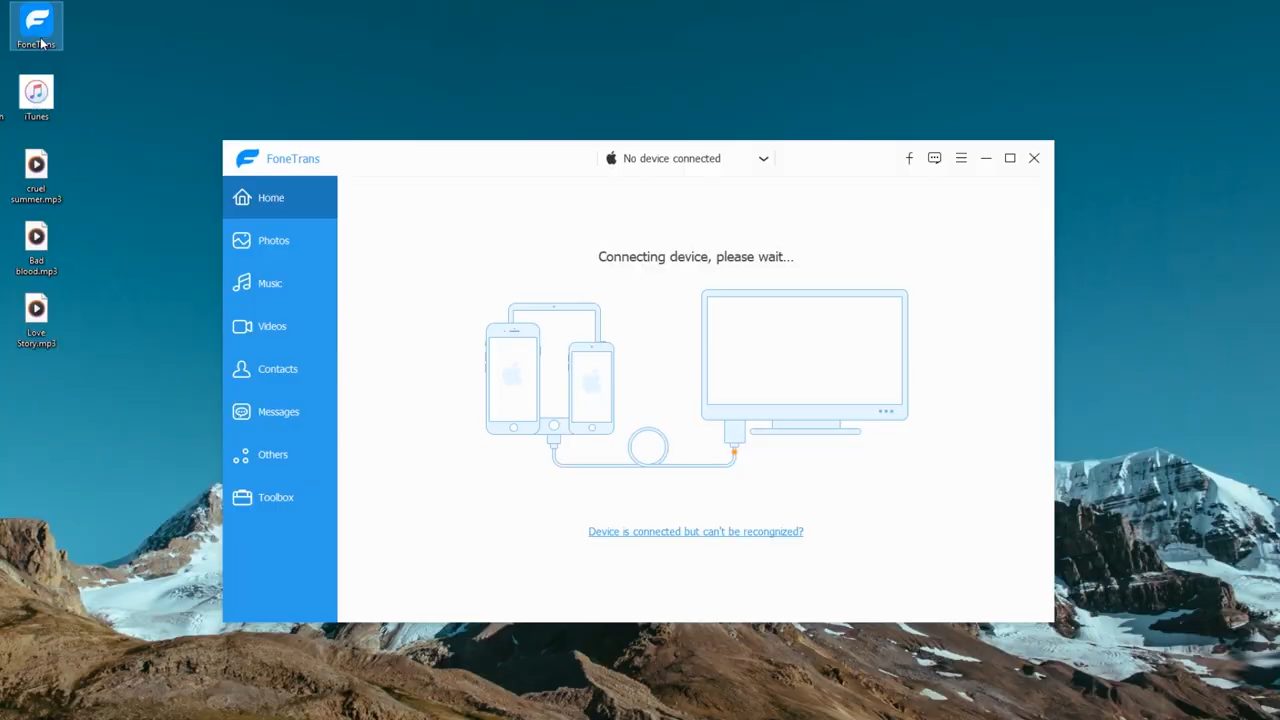 FoneTrans
iTunes
n
cruel
summer.mp3
Bad
blood.mp3
Love
Story.mp3
FoneTrans
No device connected
f
Home
Photos
Music
Videos
Contacts
Messages
Others
Toolbox
Connecting device, please wait...
Device is connected but can't be recongnized?